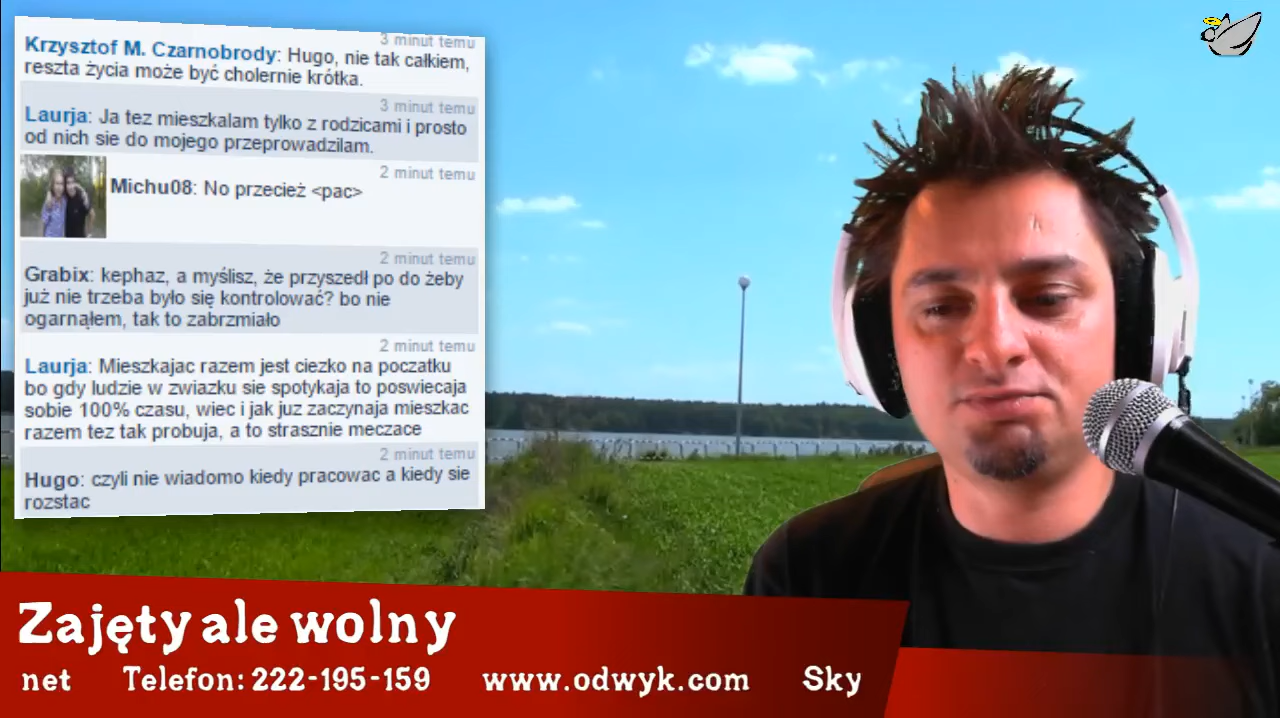 3 minut temu
Krzysztof M. Czarnobrody: Hugo, nie tak całkiem,
reszta życia może być cholernie krótka.
3 minut temu
Laurja: Ja tez mieszkalam tylko z rodzicami i prosto
od nich sie do mojego przeprowadzilam.
2 minut temu
Michu08: No przecież <pac>
2 minut temu
Grabix: kephaz, a myślisz, że przyszedł po do żeby
już nie trzeba było się kontrolować? bo nie
ogarnąłem, tak to zabrzmiało
2 minut temu
Laurja: Mieszkajac razem jest ciezko na poczatku
bo gdy ludzie w zwiazku sie spotykaja to poswiecaja
sobie 100% czasu, wiec i jak juz zaczynaja mieszkac
razem tez tak probuja, a to strasznie meczace
2 minut temu
Hugo: czyli nie wiadomo kiedy pracowac a kiedy sie
rozstac
Zajęty ale wolny
net Telefon: 222-195-159 www.odwyk.com Sky